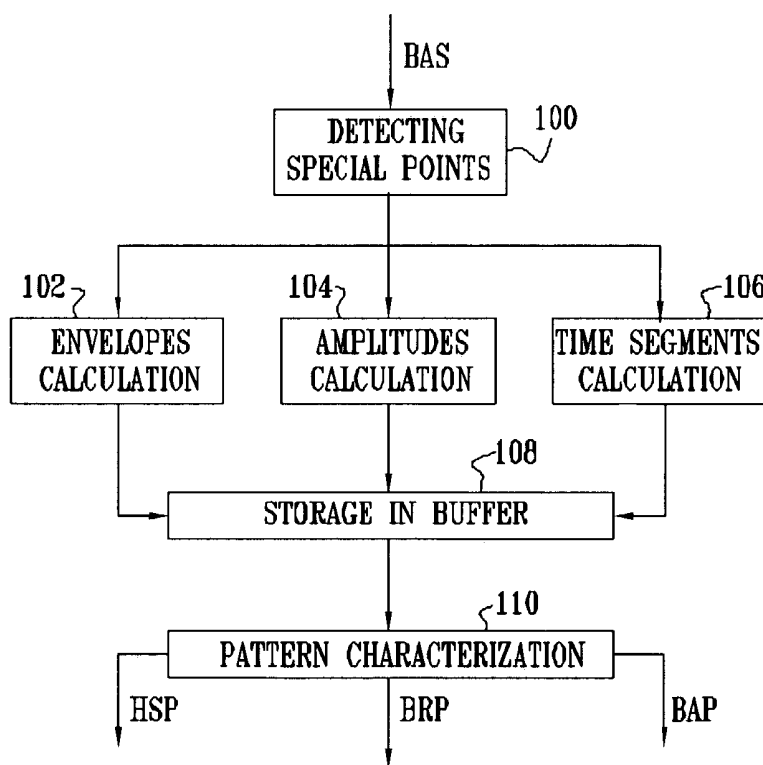 BAS
DETECTING
SPECIAL POINTS
100
102
104
106
ENVELOPES
CALCULATION
AMPLITUDES
CALCULATION
TIME SEGMENTS
CALCULATION
108
STORAGE IN BUFFER
110
PATTERN CHARACTERIZATION
HSP
BRP
BAP